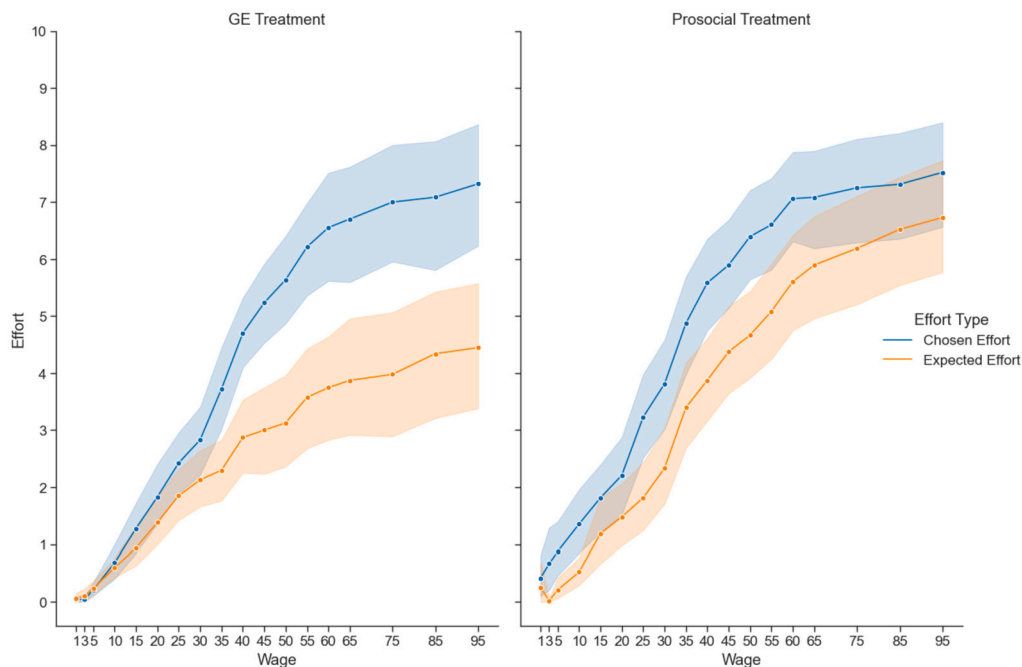 GE Treatment
Prosocial Treatment
10
9
8
7
6
5
4
3
2
1
0
Effort
1 3 5 10 15 20 25 30 35 40 45 50 55 60 65 75 85 95
Wage
1 3 5 10 15 20 25 30 35 40 45 50 55 60 65 75 85 95
Wage
Effort Type
Chosen Effort
Expected Effort